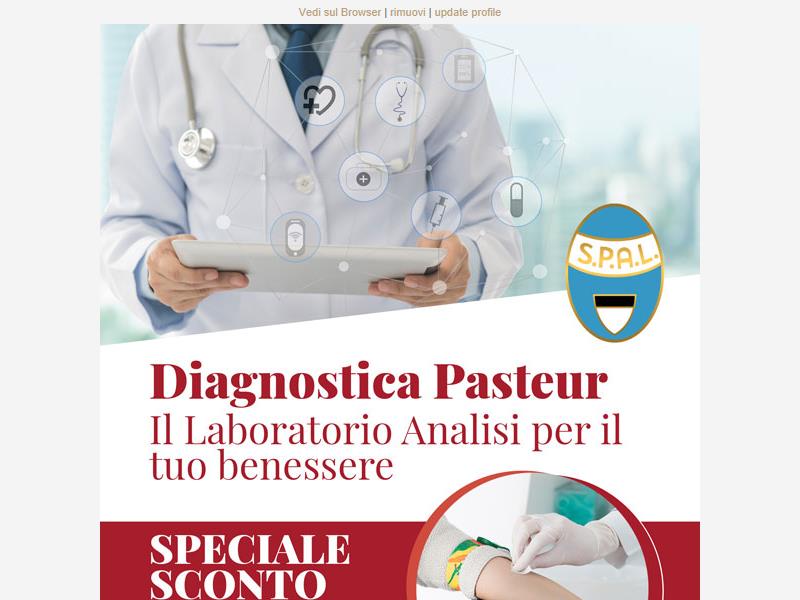 Vedi sul Browser | rimuovi | update profile
S.P.A.L.
Diagnostica Pasteur
Il Laboratorio Analisi per il
tuo benessere
SPECIALE
SCONTO